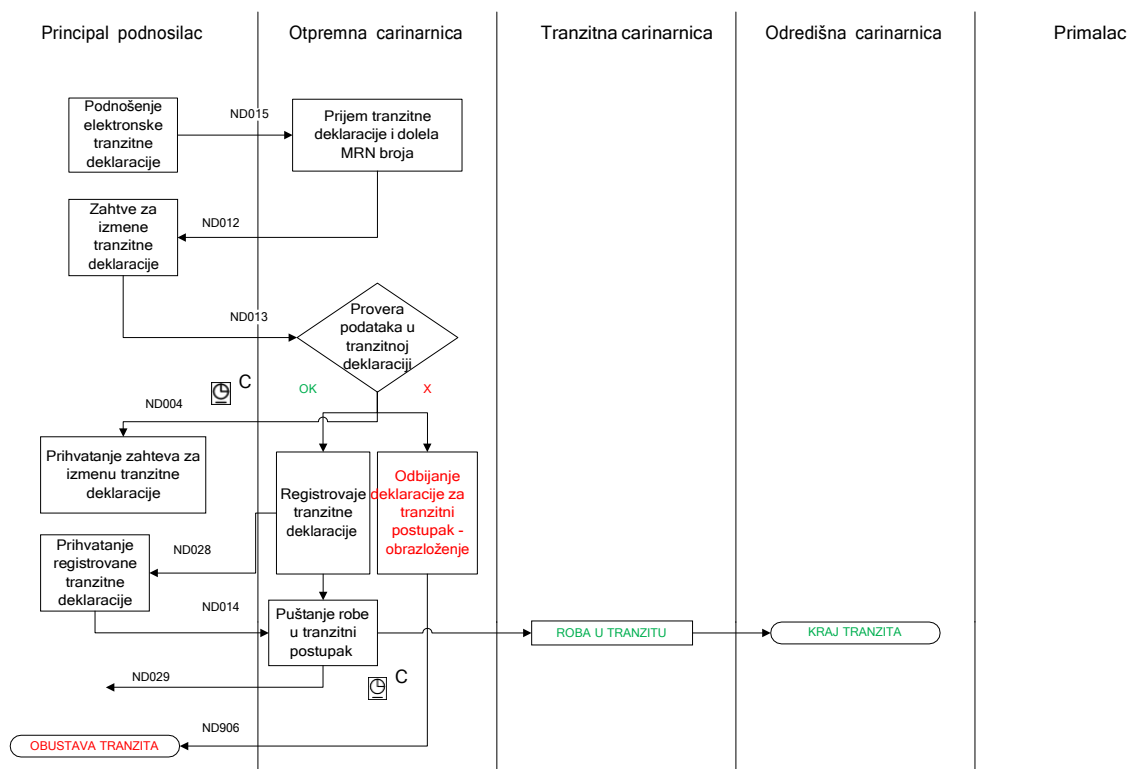 Principal podnosilac
Otpremna carinarnica
Tranzitna carinarnica
Odredišna carinarnica
Primalac
Podnošenje
elektronske
tranzitne
deklaracije
ND015
Prijem tranzitne
deklaracije i dolela
MRN broja
Zahtve za
izmene
tranzitne
deklaracije
ND012
ND013
Provera
podataka u
tranzitnoj
deklaraciji
C
OK
X
ND004
Prihvatanje zahteva za
izmenu tranzitne
deklaracije
Registrovaje
tranzitne
deklaracije
Odbijanje
deklaracije za
tranzitni
postupak -
obrazloženje
Prihvatanje
registrovane
tranzitne
deklaracije
ND028
ND014
Puštanje robe
u tranzitni
postupak
ROBA U TRANZITU
KRAJ TRANZITA
ND029
C
ND906
OBUSTAVA TRANZITA